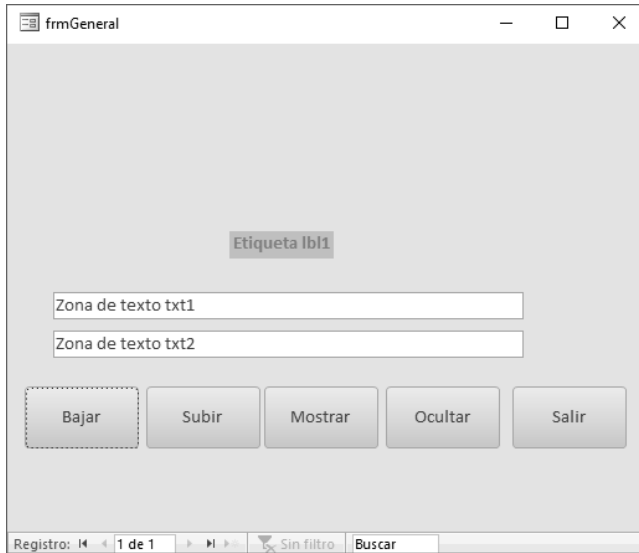 frmGeneral
Etiqueta lbl1
Zona de texto txt1
Zona de texto txt2
Bajar Subir Mostrar Ocultar Salir
Registro: 1 de 1 Sin filtro Buscar